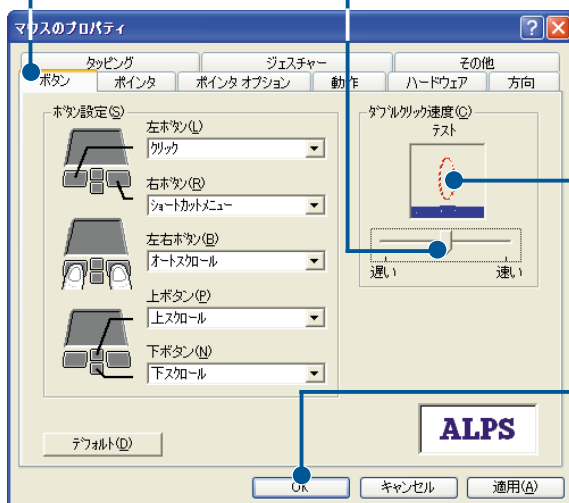 マウスのプロパティ
タッピング ジェスチャー その他
ボタン ポインタ ポインタ オプション 動作 ハードウェア 方向
ボタン設定(S)
左ボタン(L)
クリック
右ボタン(R)
ショートカットメニュー
左右ボタン(B)
オートスクロール
上ボタン(P)
上スクロール
下ボタン(N)
下スクロール
デフォルト(D)
ダブルクリック速度(C)
テスト
遅い 速い
ALPS
OK キャンセル 適用(A)